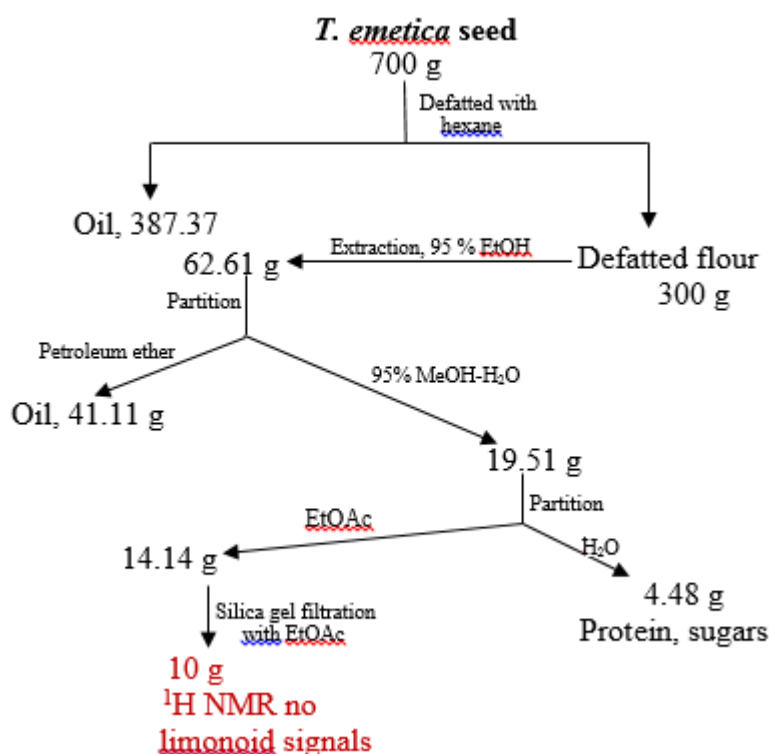 T. emetica seed
700 g
Defatted with
hexane
Oil, 387.37
62.61 g
Extraction, 95 % EtOH
Defatted flour
300 g
Partition
Petroleum ether
95% MeOH-H₂O
Oil, 41.11 g
19.51 g
Partition
EtOAc
H₂O
14.14 g
4.48 g
Protein, sugars
Silica gel filtration
with EtOAc
10 g
¹H NMR no
limonoid signals